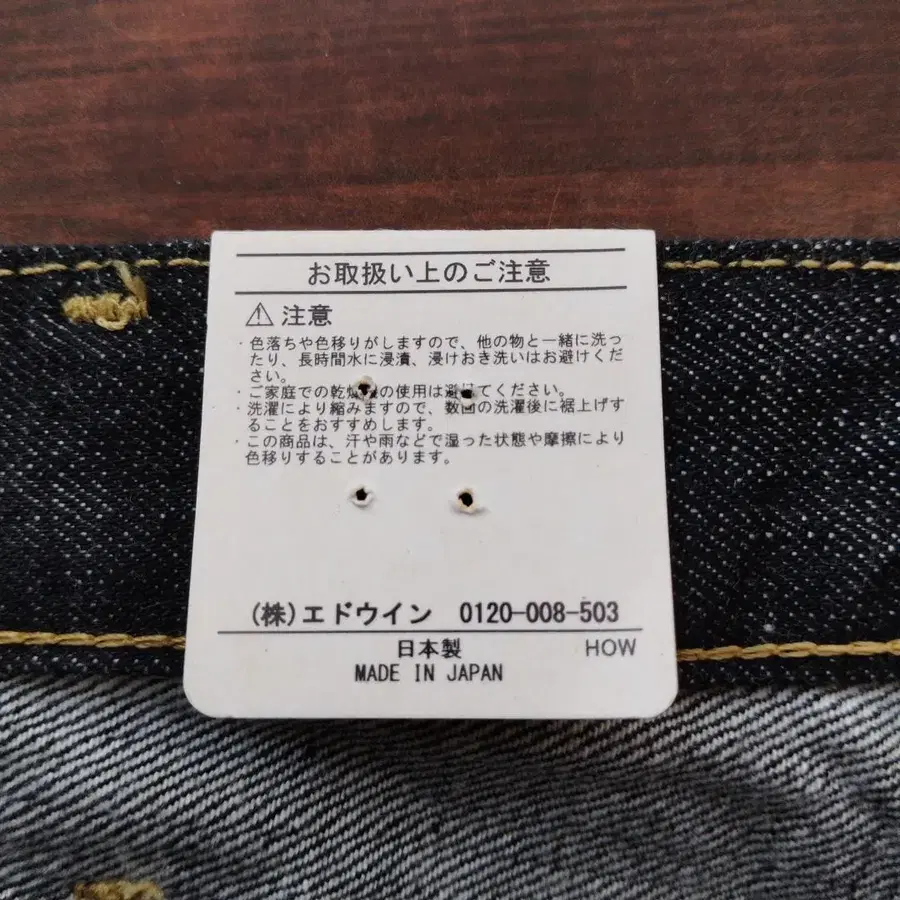 お取扱い上のご注意
⚠ 注意
・色落ちや色移りがしますので、他の物と一緒に洗っ
たり、長時間水に浸漬、浸けおき洗いはお避けくだ
さい。
・ご家庭での乾燥機の使用は避けてください。
・洗濯により縮みますので、数回の洗濯後に裾上げす
ることをおすすめします。
・この商品は、汗や雨などで湿った状態や摩擦により
色移りすることがあります。
(株)エドウイン 0120-008-503
日本製 HOW
MADE IN JAPAN